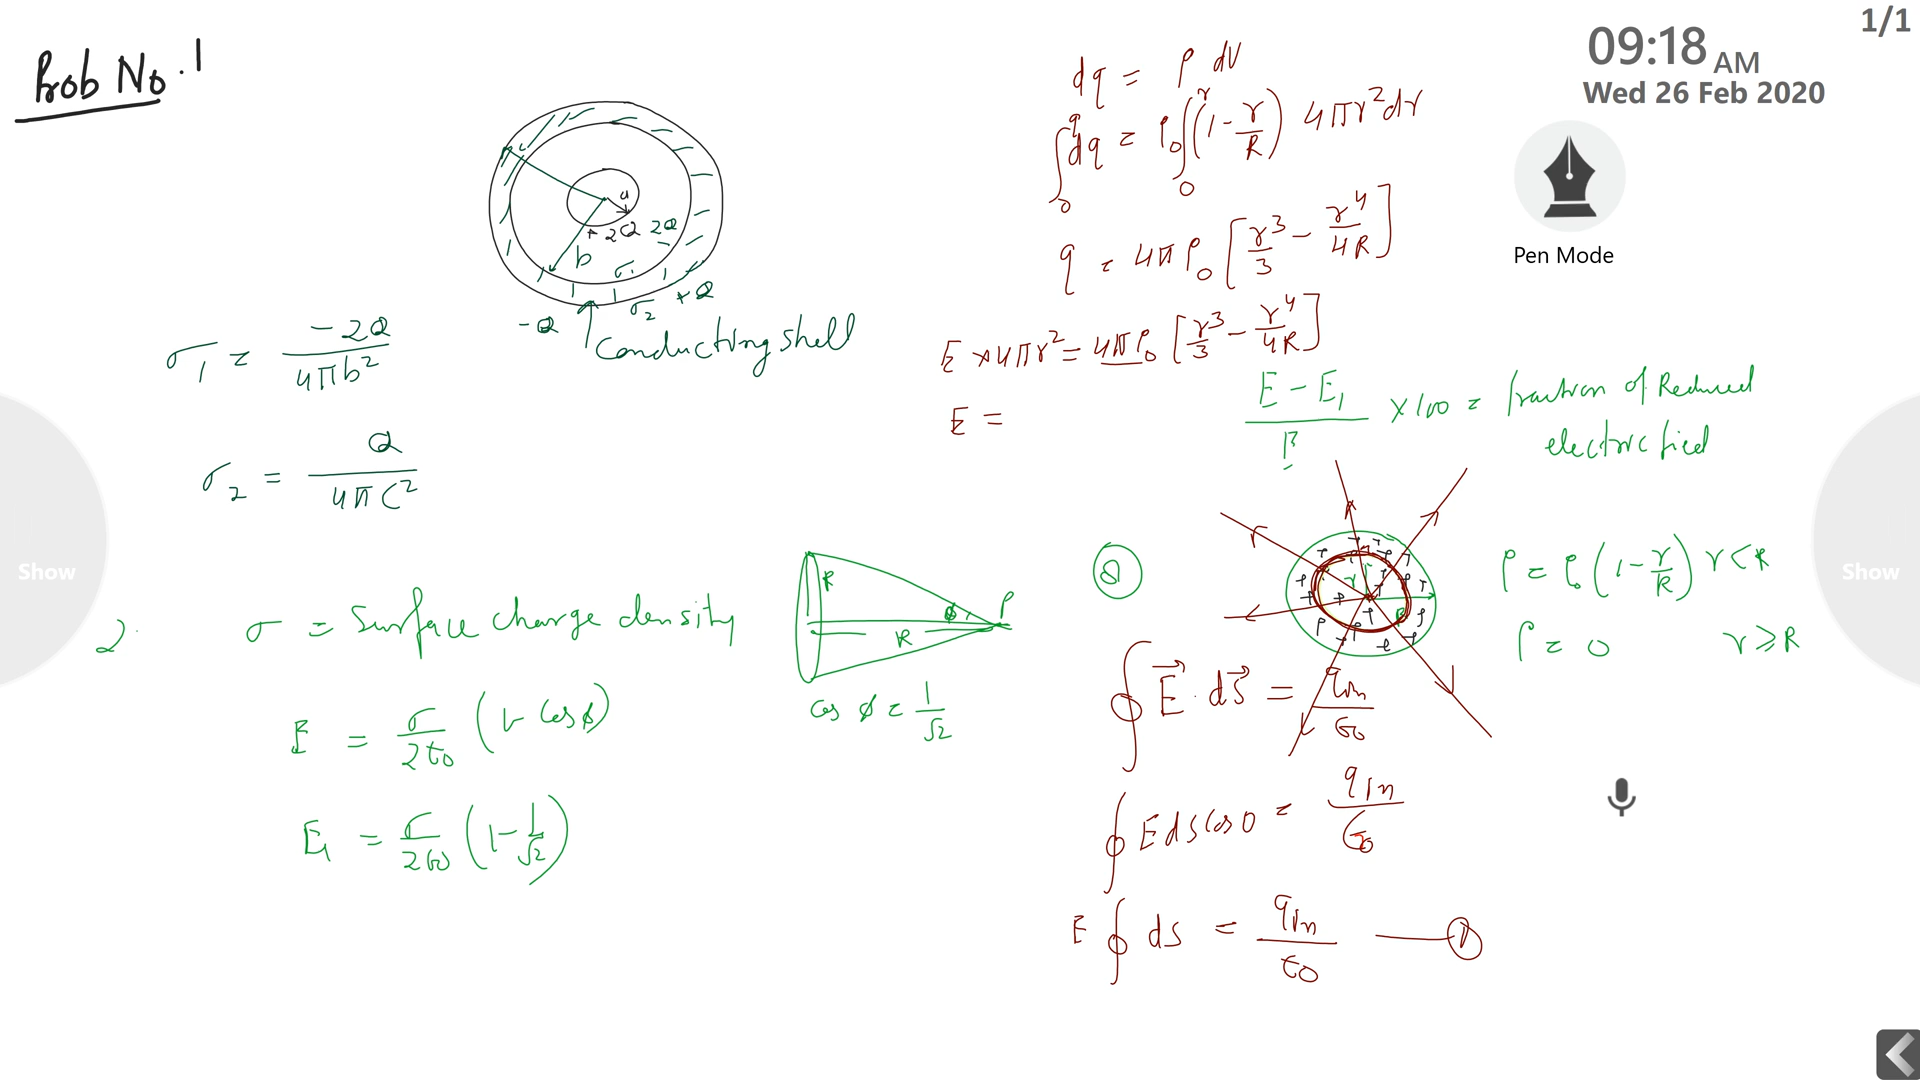 Prob No. 1
1/1
09:18 AM
Wed 26 Feb 2020
Pen Mode
a
+2Q 2Q
b
σ1
σ2 +Q
-Q
Conducting shell
σ1 = -2Q / 4πb²
σ2 = Q / 4πC²
dq = ρ dV
∫₀^q dq = ρ0 ∫₀^r (1 - r/R) 4πr²dr
q = 4πρ0 [r³/3 - r⁴/4R]
E × 4πr² = 4πρ0 [r³/3 - r⁴/4R]
E =
(E - E1) / E × 100 = fraction of Reduced
electric field
Show
Show
2.
σ = Surface charge density
E = σ/2ε0 (1 - Cos ϕ)
E1 = σ/2ε0 (1 - 1/√2)
R
R
ϕ
P
Cos ϕ = 1/√2
8
r
R
ρ = ρ0 (1 - r/R) r < R
ρ = 0 r ≥ R
∮ E⃗ · dS⃗ = qin/ε0
∮ E ds Cos 0 = qin/ε0
E ∮ ds = qin/ε0 — ①